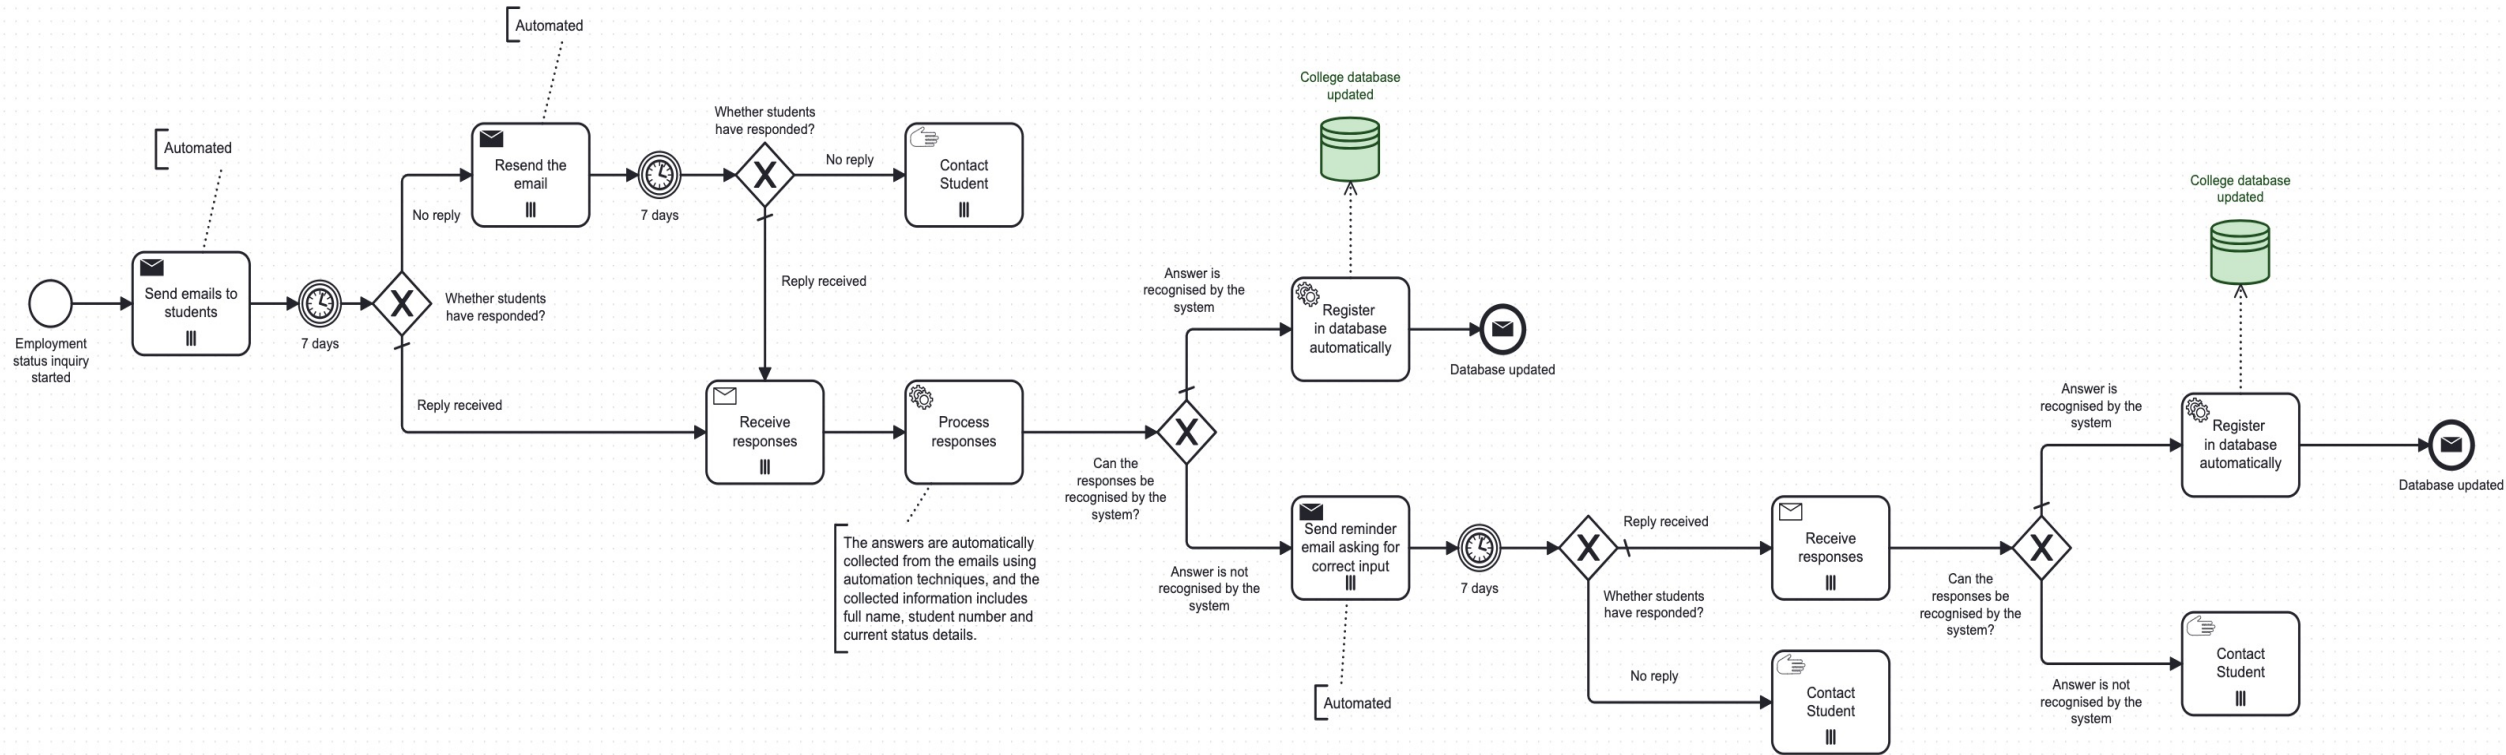 Automated
Automated
Employment
status inquiry
started
Send emails to
students
7 days
Whether students
have responded?
No reply
Resend the
email
7 days
Whether students
have responded?
No reply
Contact
Student
Reply received
Reply received
Receive
responses
Process
responses
The answers are automatically
collected from the emails using
automation techniques, and the
collected information includes
full name, student number and
current status details.
Can the
responses be
recognised by the
system?
Answer is
recognised by the
system
College database
updated
Register
in database
automatically
Database updated
Answer is not
recognised by the
system
Send reminder
email asking for
correct input
Automated
7 days
Whether students
have responded?
Reply received
No reply
Contact
Student
Receive
responses
Can the
responses be
recognised by the
system?
Answer is
recognised by the
system
College database
updated
Register
in database
automatically
Database updated
Answer is not
recognised by the
system
Contact
Student